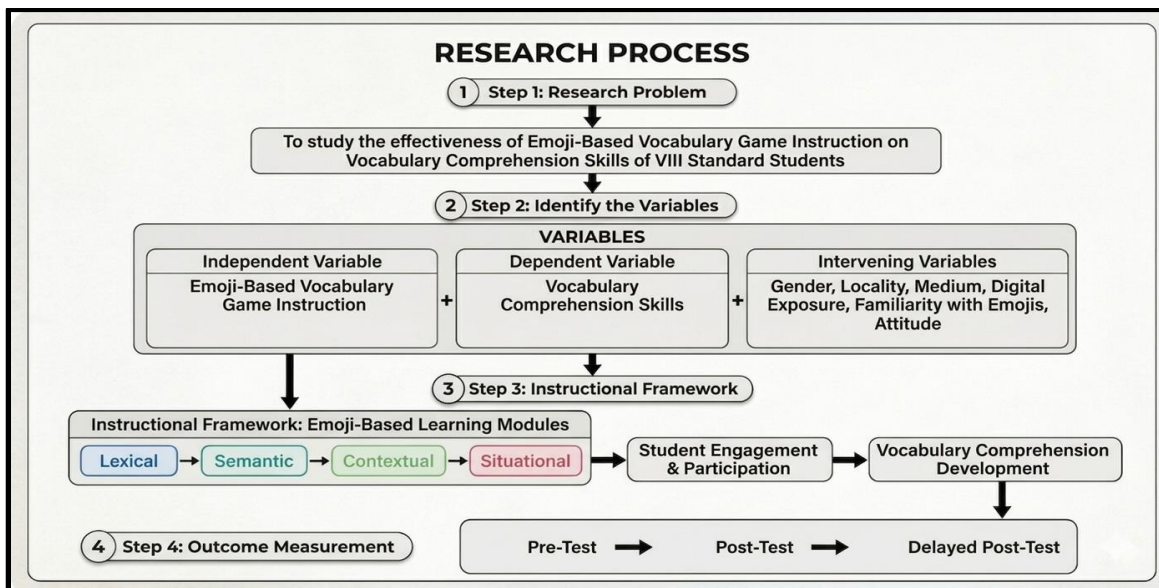 RESEARCH PROCESS
1 Step 1: Research Problem
To study the effectiveness of Emoji-Based Vocabulary Game Instruction on
Vocabulary Comprehension Skills of VIII Standard Students
2 Step 2: Identify the Variables
VARIABLES
Independent Variable
Emoji-Based Vocabulary
Game Instruction
+
Dependent Variable
Vocabulary
Comprehension Skills
+
Intervening Variables
Gender, Locality, Medium, Digital
Exposure, Familiarity with Emojis,
Attitude
3 Step 3: Instructional Framework
Instructional Framework: Emoji-Based Learning Modules
Lexical Semantic Contextual Situational
Student Engagement
& Participation
Vocabulary Comprehension
Development
4 Step 4: Outcome Measurement
Pre-Test Post-Test Delayed Post-Test